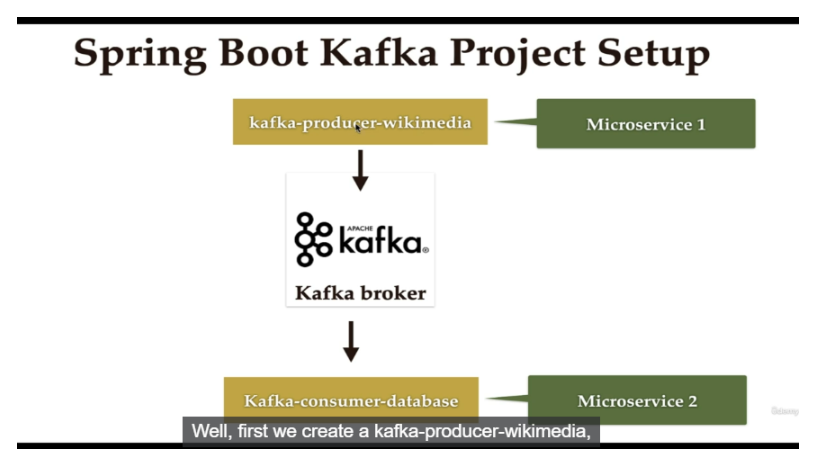 Spring Boot Kafka Project Setup
kafka-producer-wikimedia
Microservice 1
APACHE
kafka®
Kafka broker
Kafka-consumer-database
Microservice 2
Udemy
Well, first we create a kafka-producer-wikimedia,